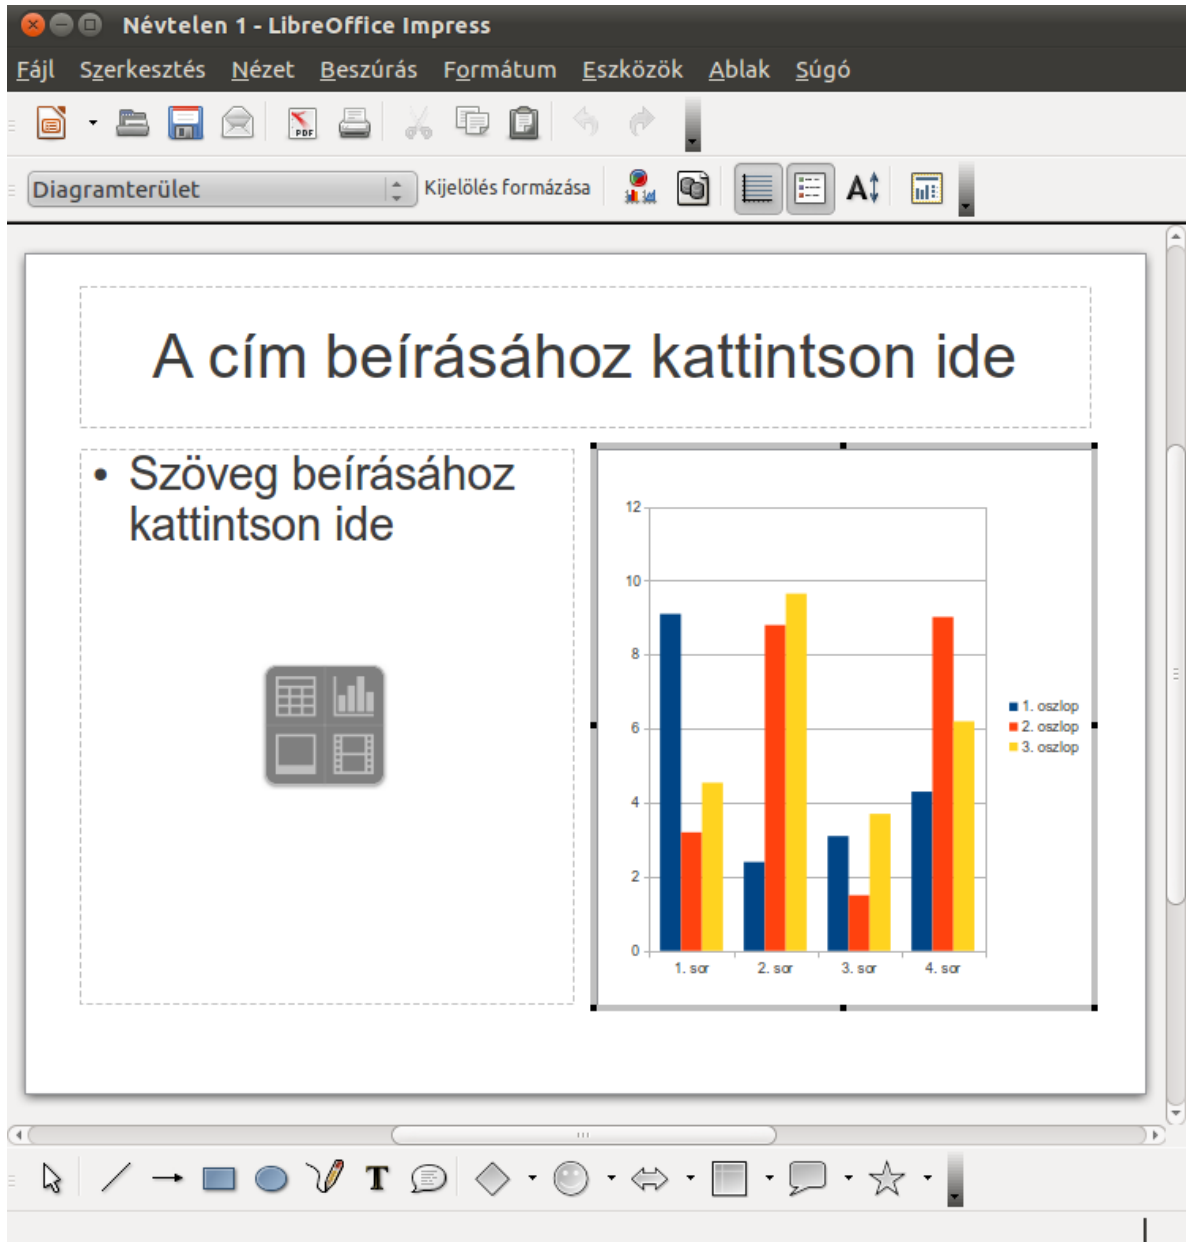 Névtelen 1 - LibreOffice Impress
Fájl Szerkesztés Nézet Beszúrás Formátum Eszközök Ablak Súgó
PDF
Diagramterület Kijelölés formázása A
A cím beírásához kattintson ide
• Szöveg beírásához
kattintson ide
12
10
8
6
4
2
0
1. sor 2. sor 3. sor 4. sor
1. oszlop
2. oszlop
3. oszlop
T